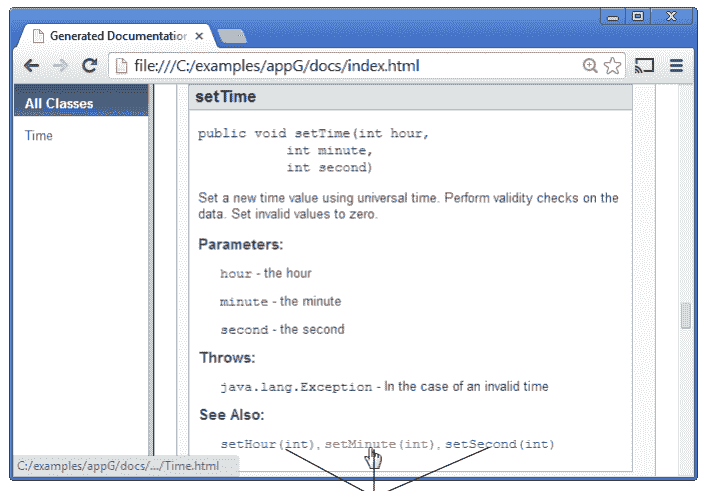 Generated Documentation
file:///C:/examples/appG/docs/index.html
All Classes
Time
setTime
public void setTime(int hour,
int minute,
int second)
Set a new time value using universal time. Perform validity checks on the
data. Set invalid values to zero.
Parameters:
hour - the hour
minute - the minute
second - the second
Throws:
java.lang.Exception - In the case of an invalid time
See Also:
setHour(int), setMinute(int), setSecond(int)
C:/examples/appG/docs/.../Time.html